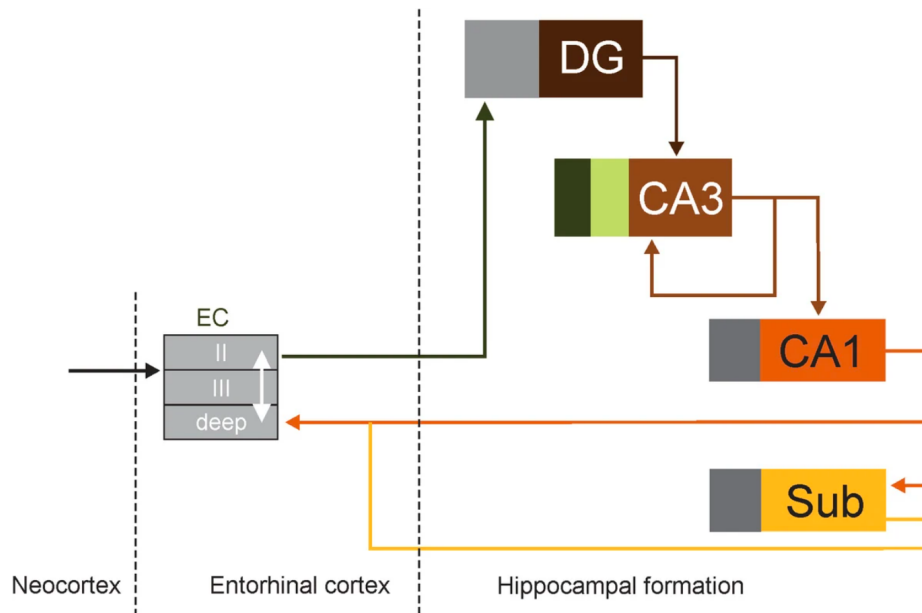 DG
CA3
EC
II
III
deep
CA1
Sub
Neocortex
Entorhinal cortex
Hippocampal formation